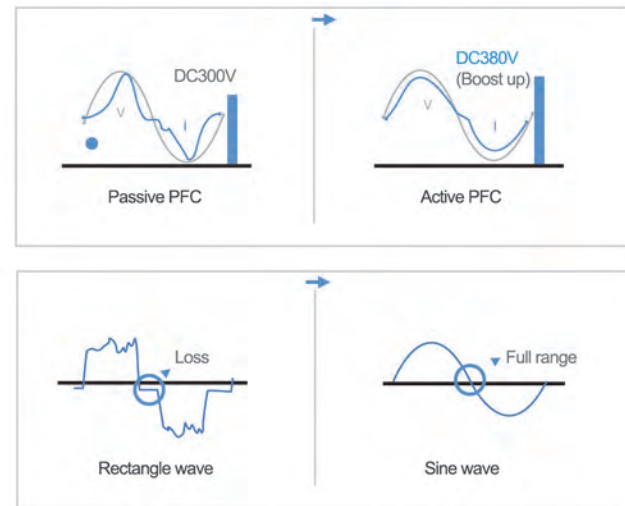 DC300V
V
I
Passive PFC
DC380V
(Boost up)
V
I
Active PFC
Loss
Rectangle wave
Full range
Sine wave